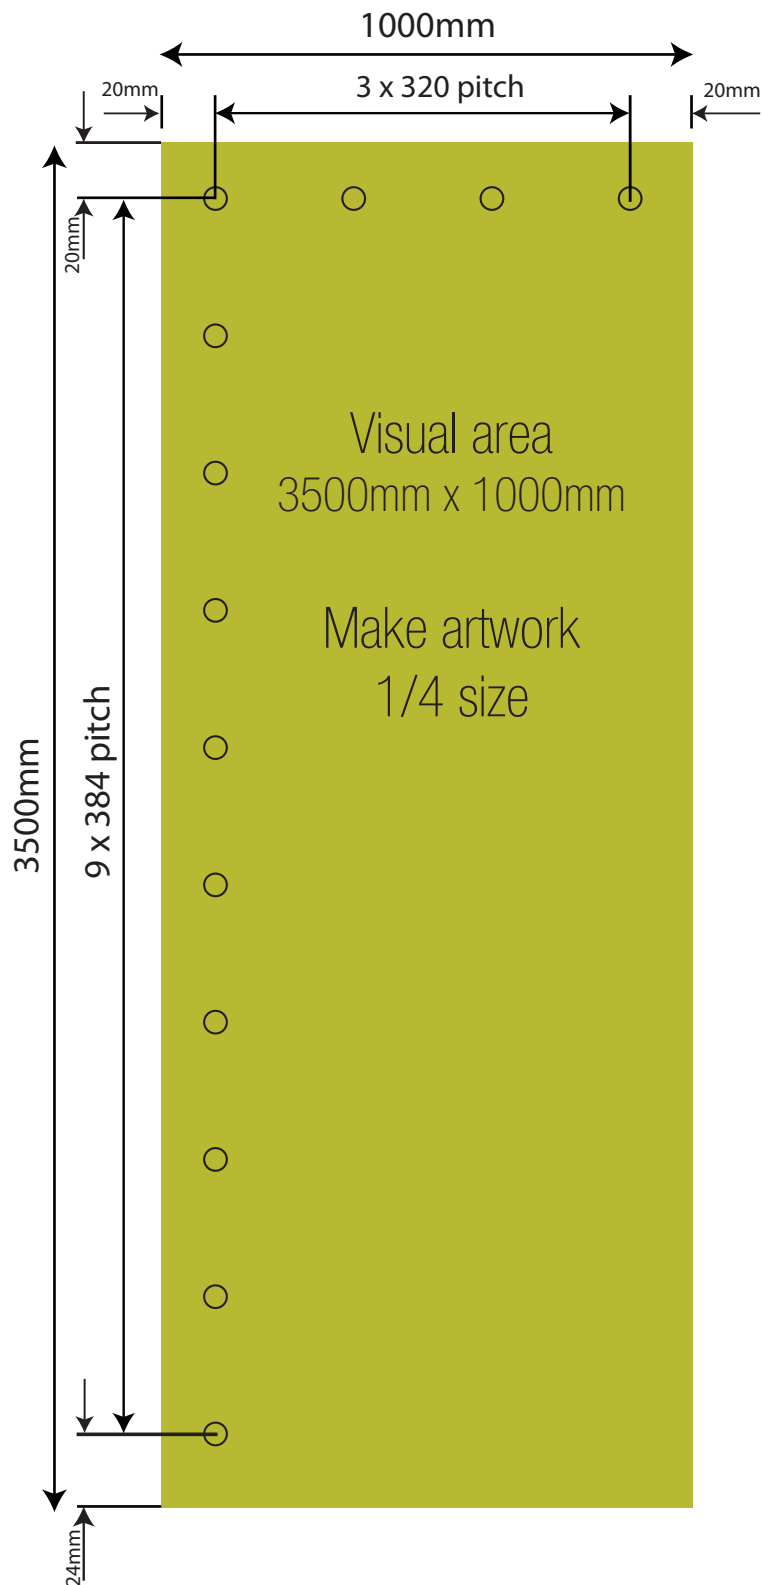 1000mm
20mm
3 x 320 pitch
20mm
20mm
Visual area
3500mm x 1000mm
Make artwork
1/4 size
3500mm
9 x 384 pitch
24mm